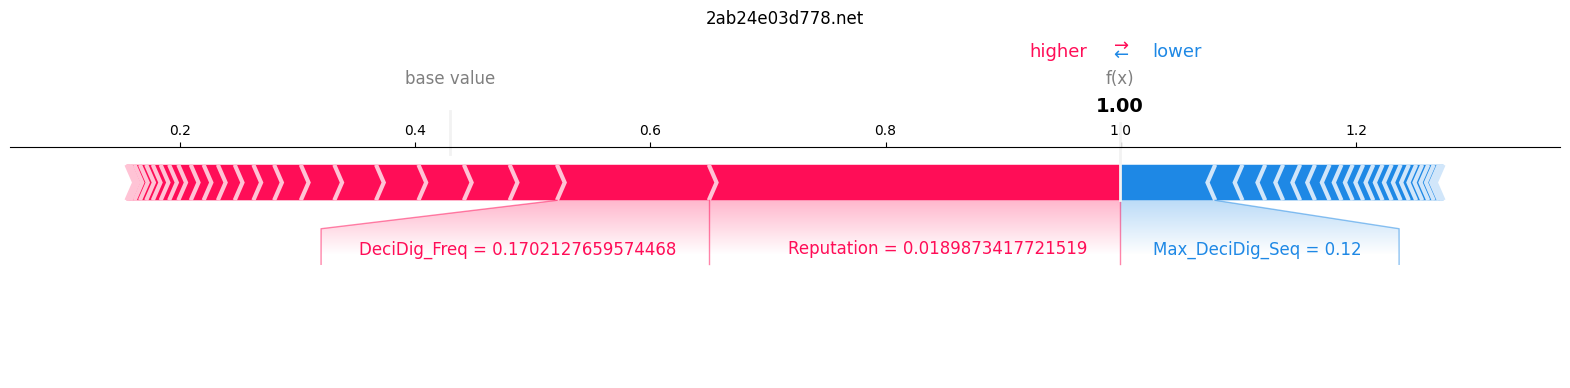 2ab24e03d778.net
higher ⇄ lower
base value f(x)
1.00
0.2 0.4 0.6 0.8 1.0 1.2
DeciDig_Freq = 0.1702127659574468 Reputation = 0.0189873417721519 Max_DeciDig_Seq = 0.12